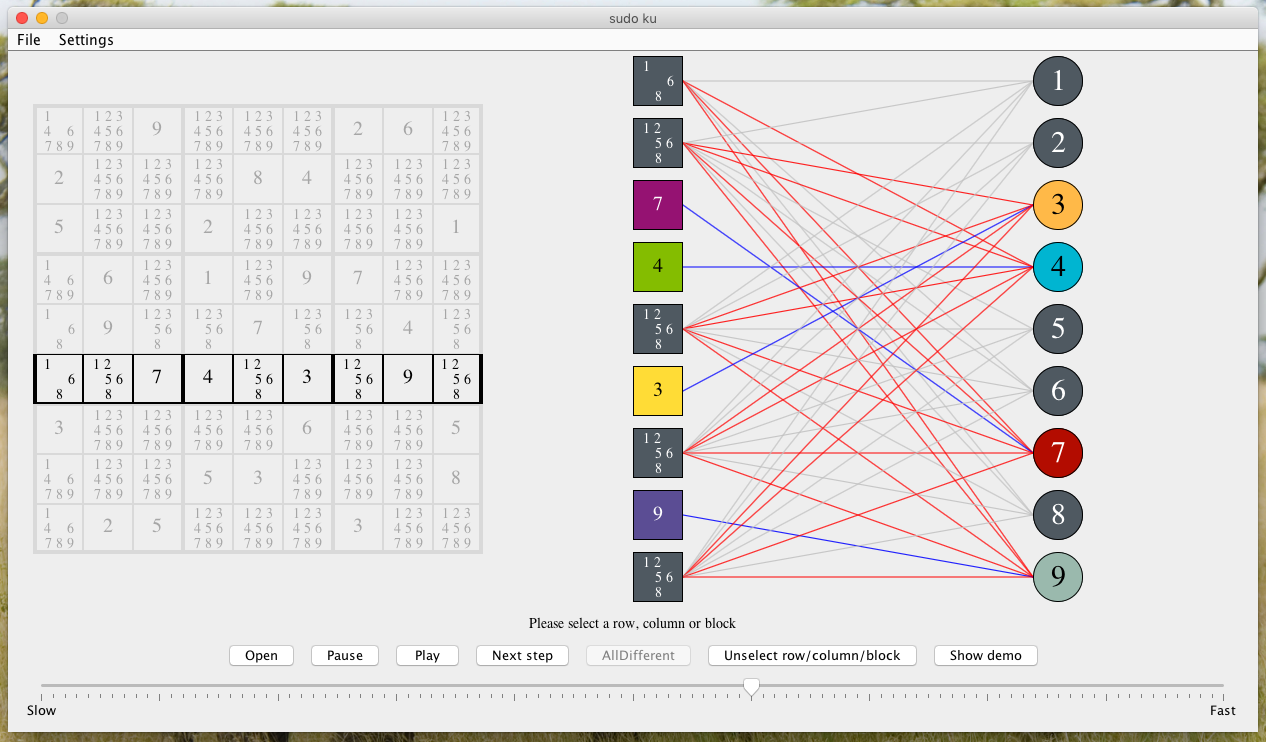 sudo ku
File Settings
1 1 2 3 1 2 3 1 2 3 1 2 3 1 2 3
4 6 4 5 6 9 4 5 6 4 5 6 4 5 6 2 6 4 5 6
7 8 9 7 8 9 7 8 9 7 8 9 7 8 9 7 8 9
1 2 3 1 2 3 1 2 3 1 2 3 1 2 3 1 2 3
2 4 5 6 4 5 6 4 5 6 8 4 4 5 6 4 5 6 4 5 6
7 8 9 7 8 9 7 8 9 7 8 9 7 8 9 7 8 9
1 2 3 1 2 3 1 2 3 1 2 3 1 2 3 1 2 3
5 4 5 6 4 5 6 2 4 5 6 4 5 6 4 5 6 4 5 6 1
7 8 9 7 8 9 7 8 9 7 8 9 7 8 9 7 8 9
1 1 2 3 1 2 3 1 2 3 1 2 3
4 6 6 4 5 6 1 4 5 6 9 7 4 5 6 4 5 6
7 8 9 7 8 9 7 8 9 7 8 9 7 8 9
1 1 2 3 1 2 3 1 2 3 1 2 3 1 2 3
6 9 5 6 5 6 7 5 6 5 6 4 5 6
8 8 8 8 8 8
1 1 2 1 2 1 2 1 2
6 5 6 7 4 5 6 3 5 6 9 5 6
8 8 8 8 8
1 2 3 1 2 3 1 2 3 1 2 3 1 2 3 1 2 3
3 4 5 6 4 5 6 4 5 6 4 5 6 6 4 5 6 4 5 6 5
7 8 9 7 8 9 7 8 9 7 8 9 7 8 9 7 8 9
1 1 2 3 1 2 3 1 2 3 1 2 3 1 2 3
4 6 4 5 6 4 5 6 5 3 4 5 6 4 5 6 4 5 6 8
7 8 9 7 8 9 7 8 9 7 8 9 7 8 9 7 8 9
1 1 2 3 1 2 3 1 2 3 1 2 3 1 2 3
4 6 2 5 4 5 6 4 5 6 4 5 6 3 4 5 6 4 5 6
7 8 9 7 8 9 7 8 9 7 8 9 7 8 9 7 8 9
1
6
8
1 2
5 6
8
7
4
1 2
5 6
8
3
1 2
5 6
8
9
1 2
5 6
8
1
2
3
4
5
6
7
8
9
Please select a row, column or block
Open Pause Play Next step AllDifferent Unselect row/column/block Show demo
Slow Fast